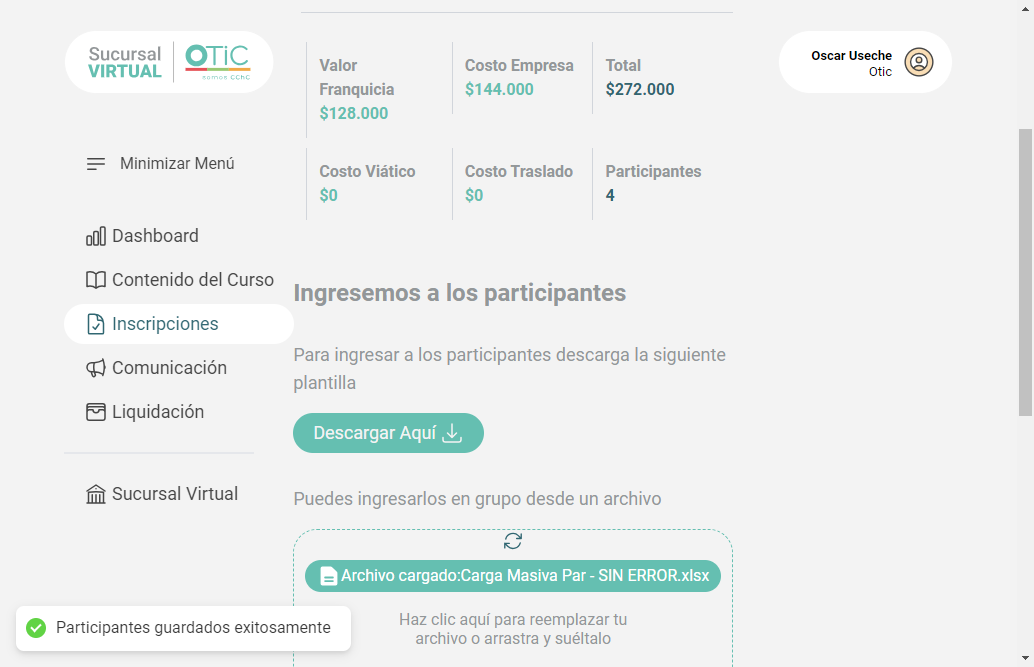 Sucursal
VIRTUAL
OTIC
somos CChC
Oscar Useche
Otic
Minimizar Menú
Dashboard
Contenido del Curso
Inscripciones
Comunicación
Liquidación
Sucursal Virtual
Valor
Franquicia
$128.000
Costo Empresa
$144.000
Total
$272.000
Costo Viático
$0
Costo Traslado
$0
Participantes
4
Ingresemos a los participantes
Para ingresar a los participantes descarga la siguiente
plantilla
Descargar Aquí
Puedes ingresarlos en grupo desde un archivo
Archivo cargado:Carga Masiva Par - SIN ERROR.xlsx
Haz clic aquí para reemplazar tu
archivo o arrastra y suéltalo
Participantes guardados exitosamente